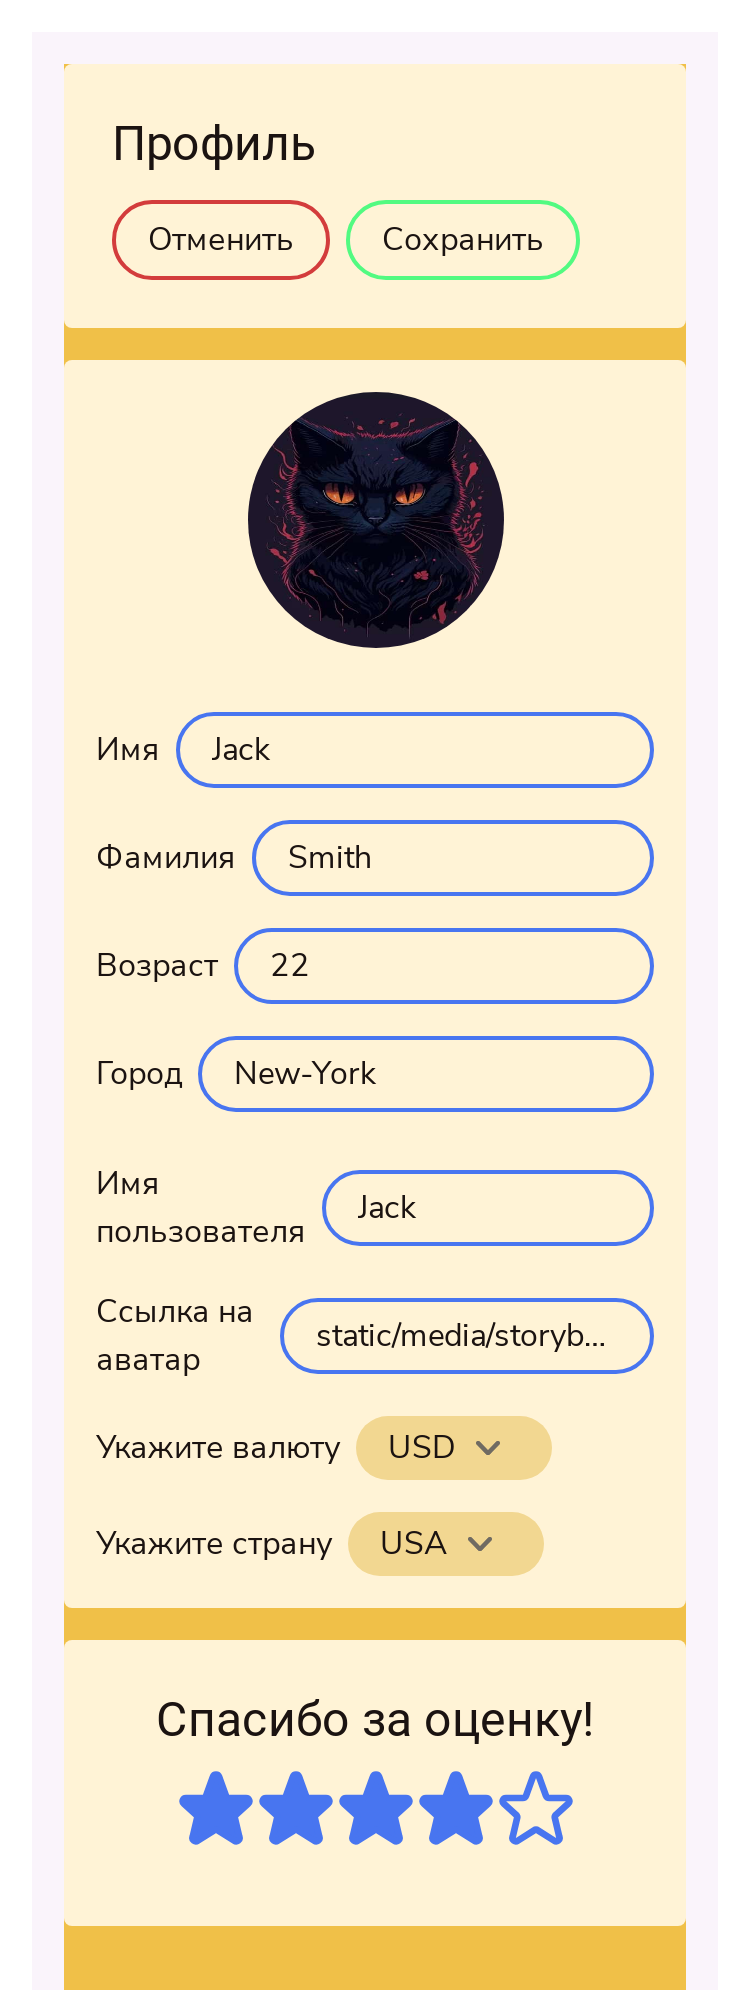 Профиль
Отменить Сохранить
Имя Jack
Фамилия Smith
Возраст 22
Город New-York
Имя
пользователя
Jack
Ссылка на
аватар
static/media/storyb...
Укажите валюту USD
Укажите страну USA
Спасибо за оценку!